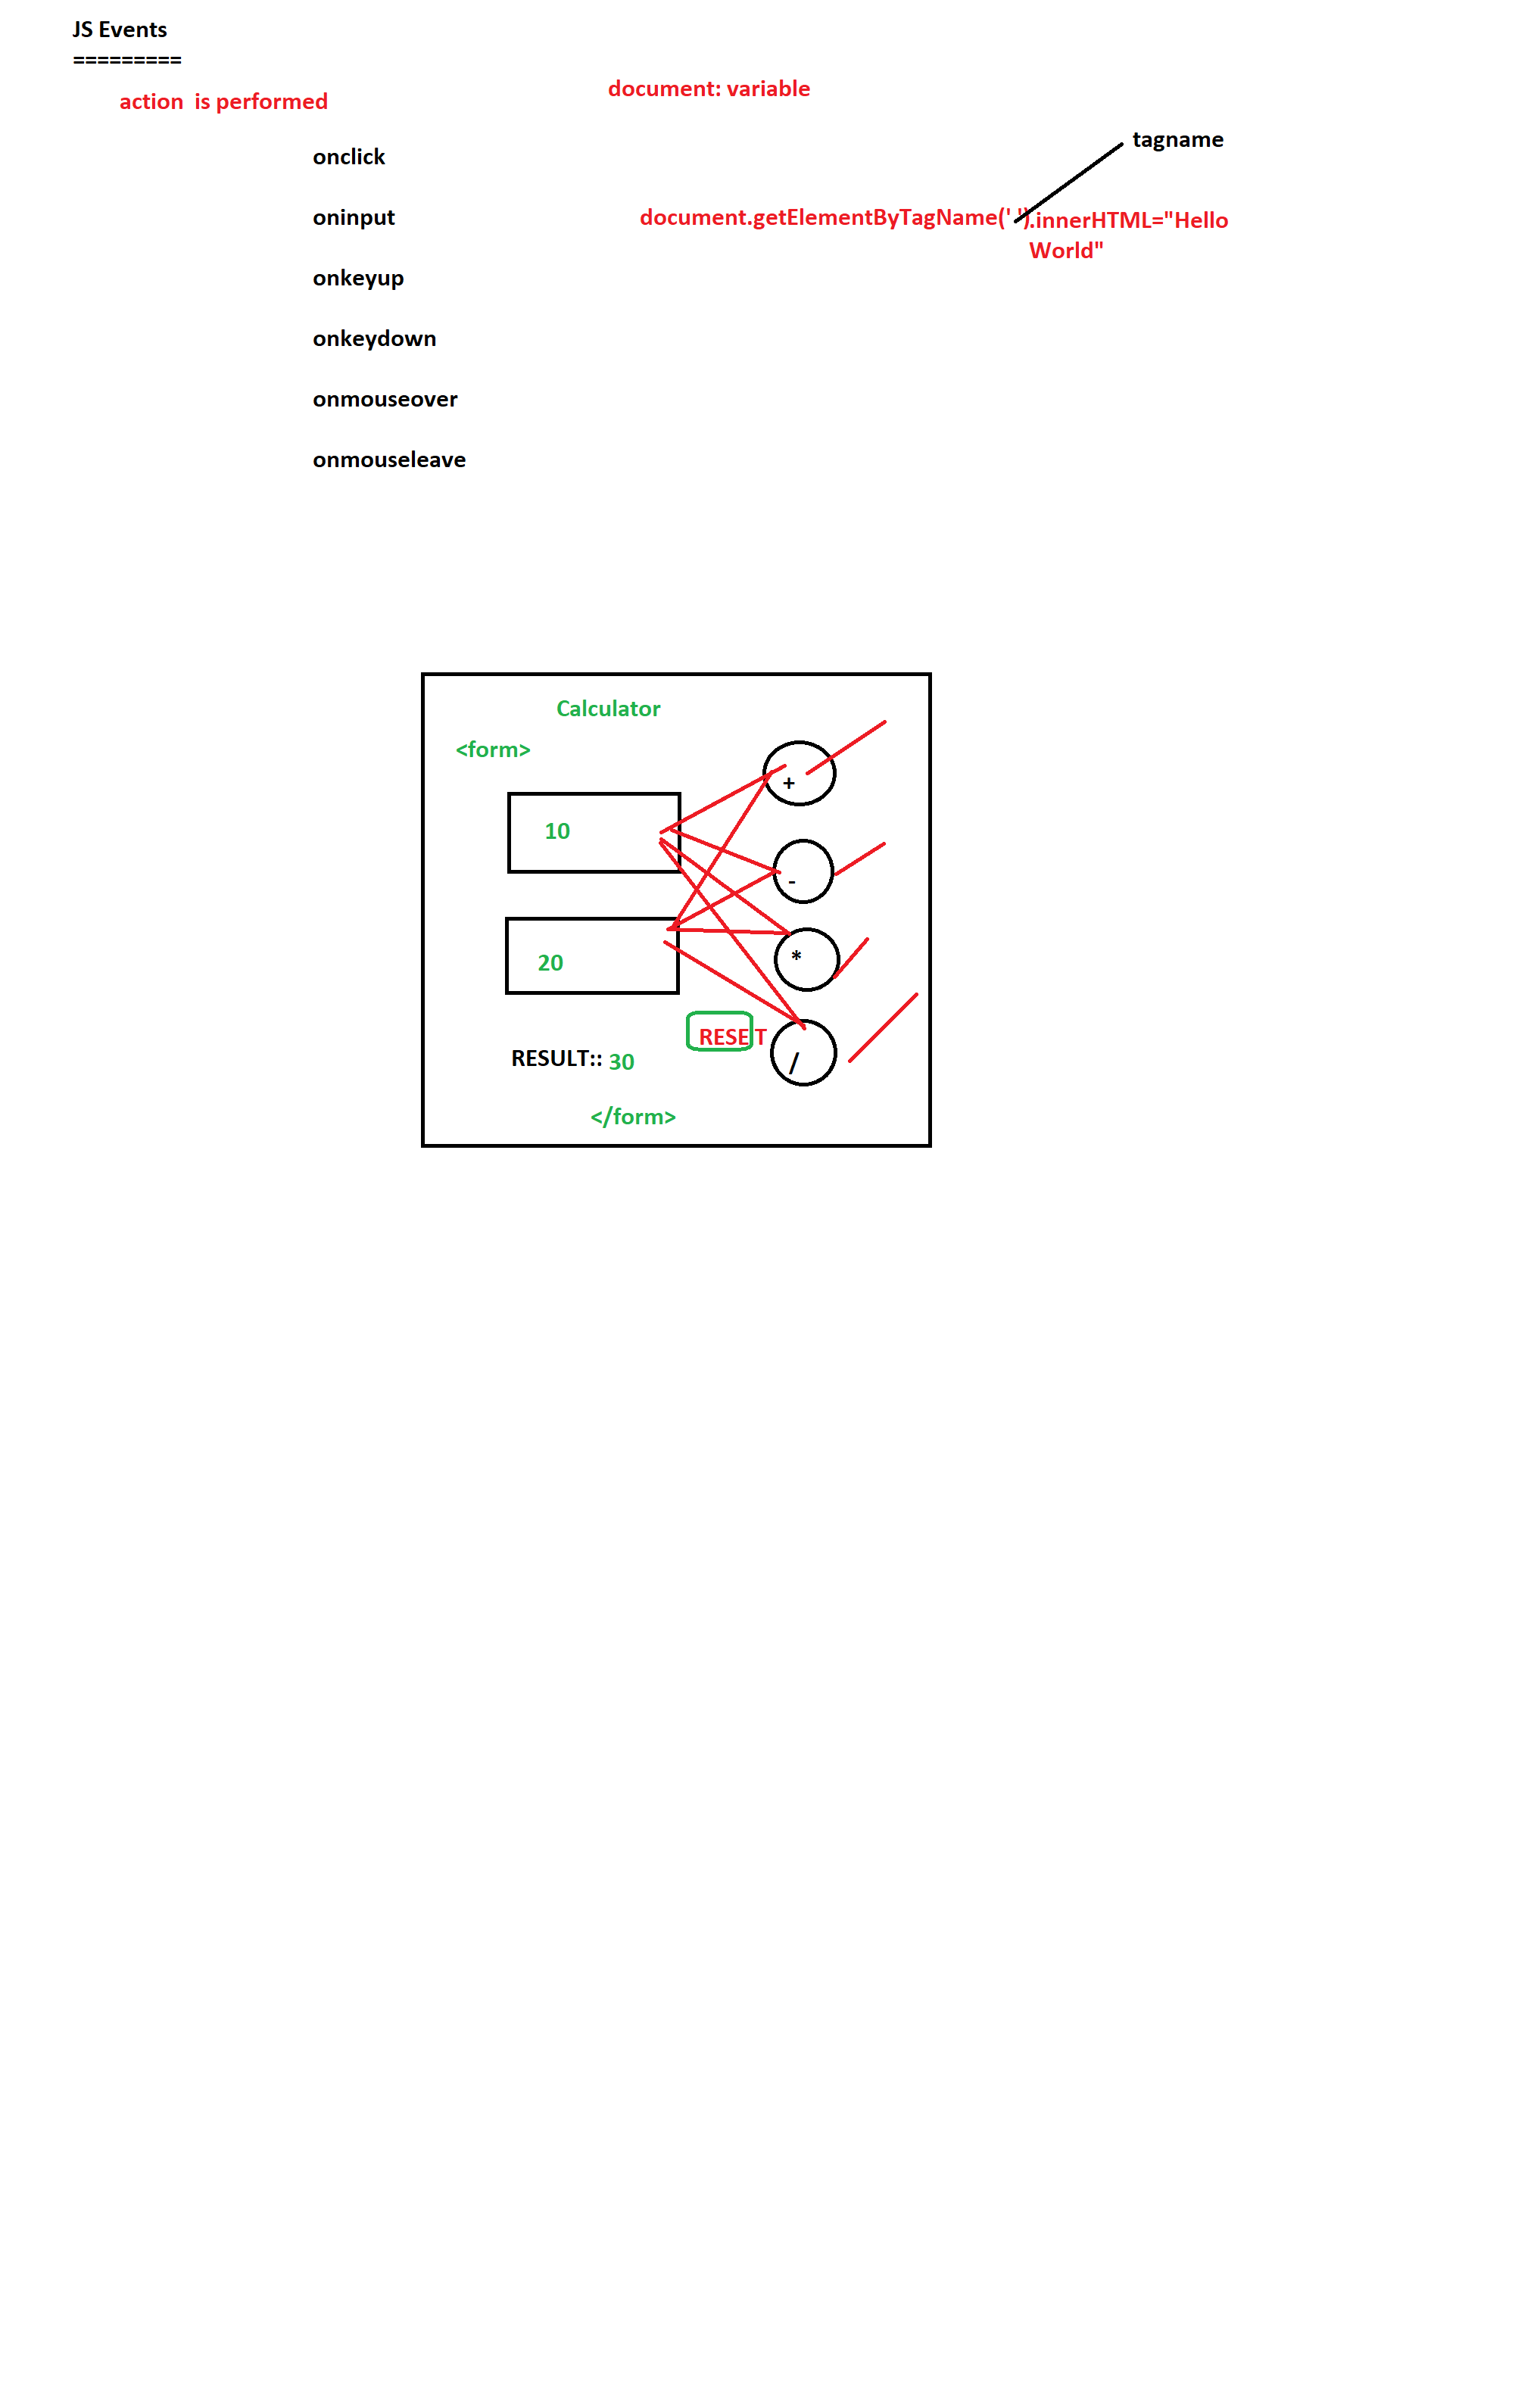 JS Events
=========
action  is performed
document: variable
tagname
onclick
oninput
document.getElementByTagName(' ').innerHTML="Hello
World"
onkeyup
onkeydown
onmouseover
onmouseleave
Calculator
<form>
+
10
-
20
*
RESET
RESULT:: 30
/
</form>